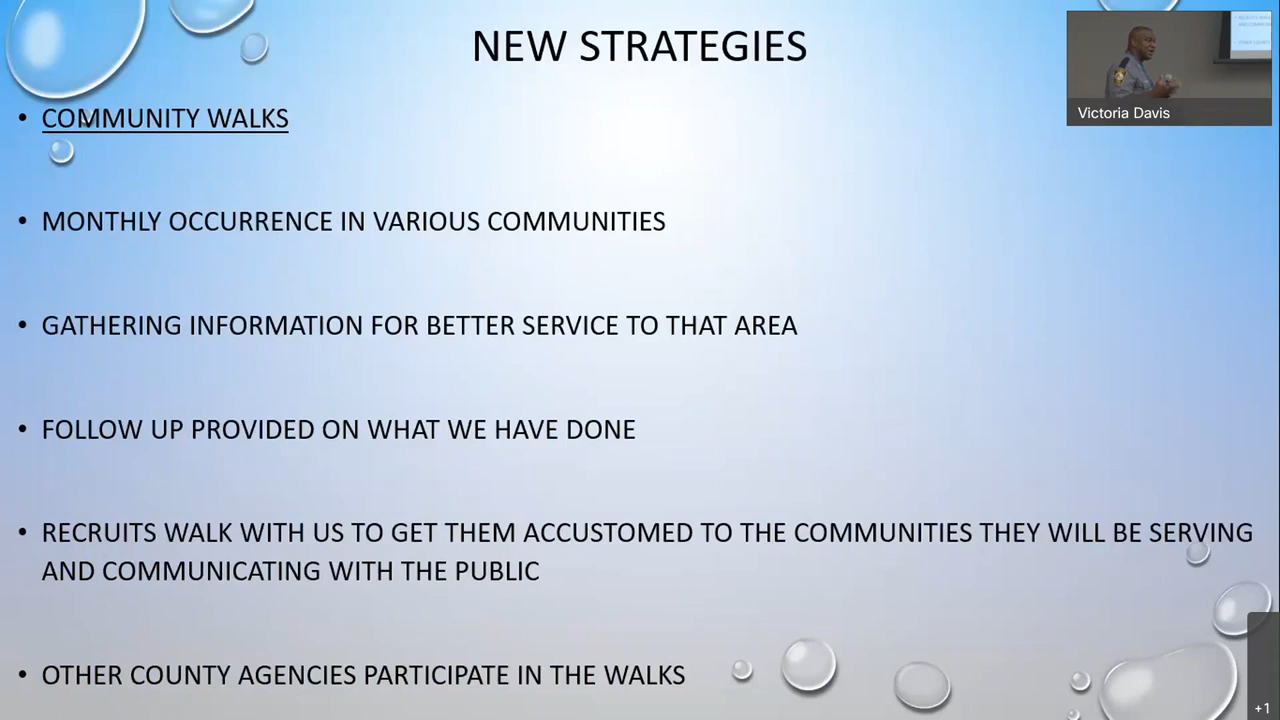 NEW STRATEGIES
Victoria Davis
• COMMUNITY WALKS
• MONTHLY OCCURRENCE IN VARIOUS COMMUNITIES
• GATHERING INFORMATION FOR BETTER SERVICE TO THAT AREA
• FOLLOW UP PROVIDED ON WHAT WE HAVE DONE
• RECRUITS WALK WITH US TO GET THEM ACCUSTOMED TO THE COMMUNITIES THEY WILL BE SERVING
AND COMMUNICATING WITH THE PUBLIC
• OTHER COUNTY AGENCIES PARTICIPATE IN THE WALKS
+1